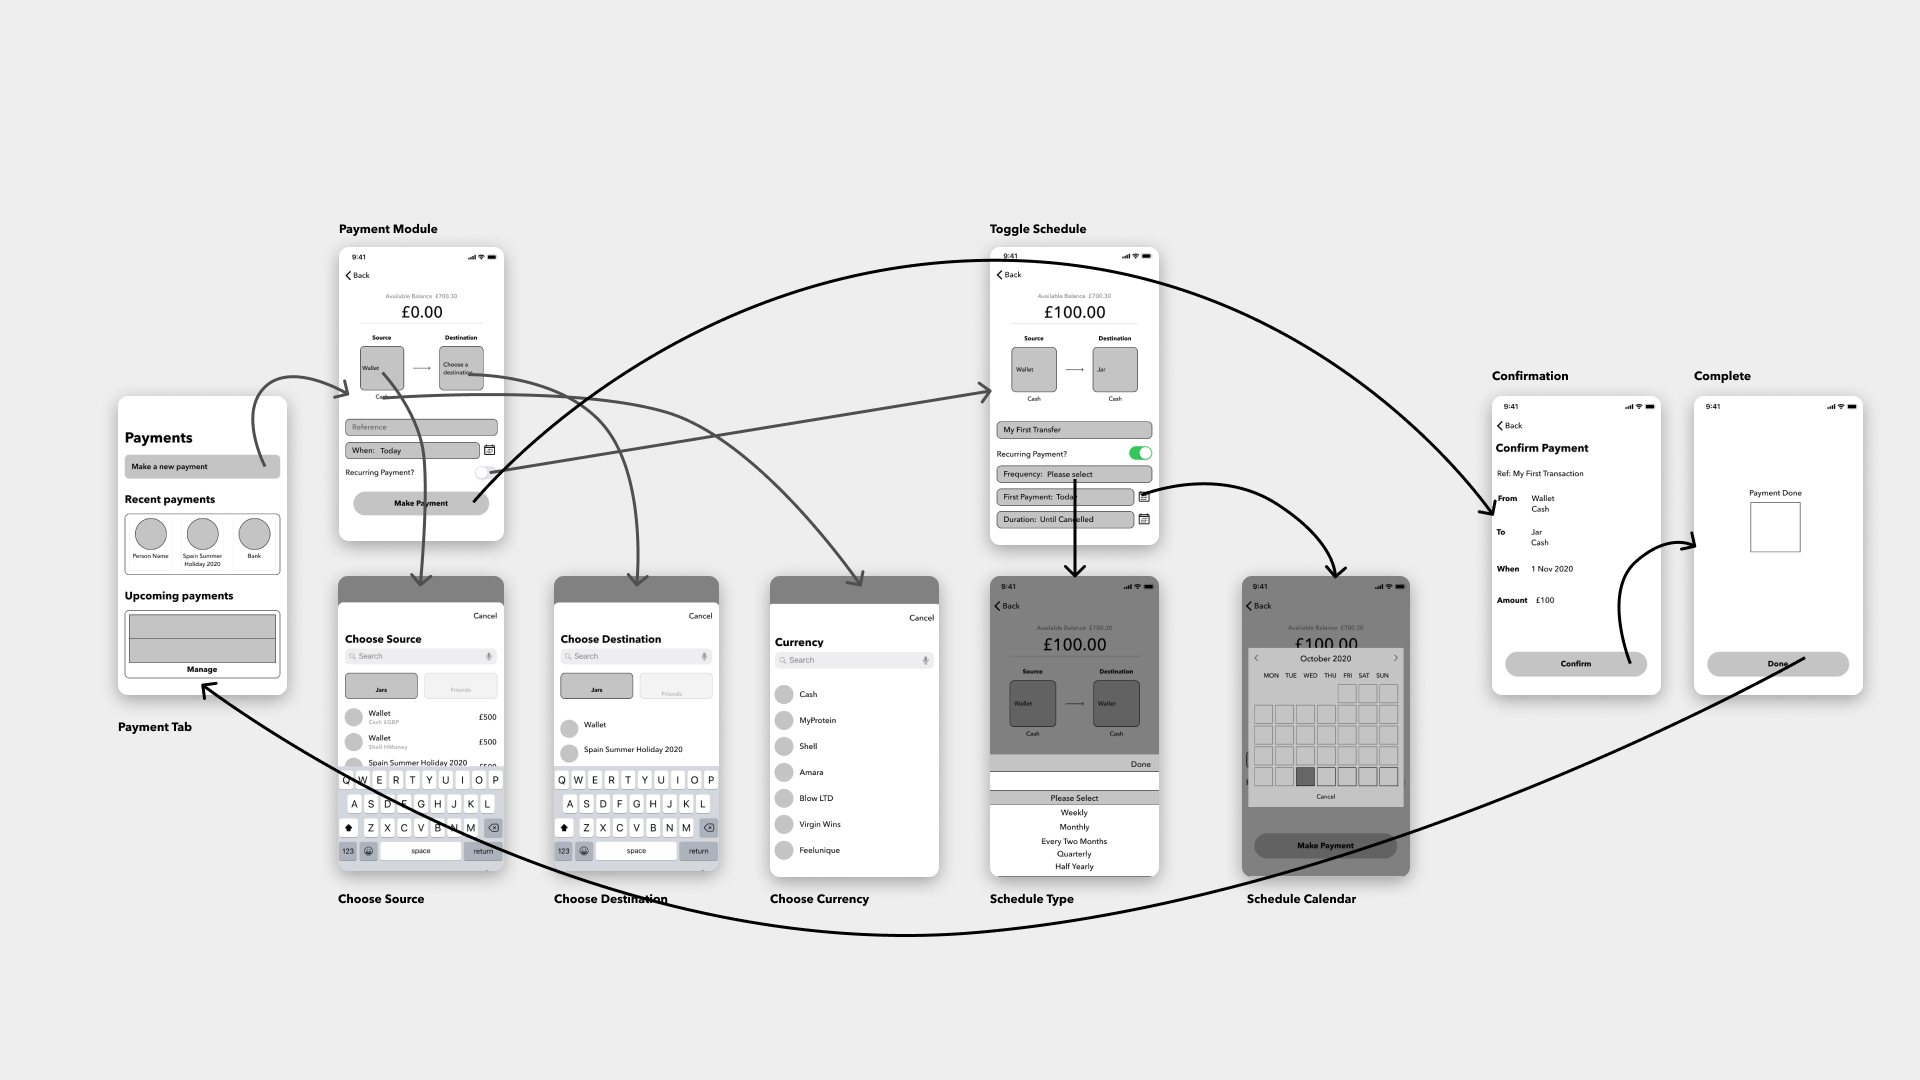 Payment Tab
Payments
Make a new payment
Recent payments
Person Name
Spain Summer
Holiday 2020
Bank
Upcoming payments
Manage
Payment Module
9:41
Back
Available Balance £700.30
£0.00
Source
Destination
Wallet
Choose a
destination
Cash
Reference
When: Today
Recurring Payment?
Make Payment
Cancel
Choose Source
Search
Jars
Friends
Wallet
Cash £GBP
£500
Wallet
Shell HMoney
£500
Spain Summer Holiday 2020
£500
Q W E R T Y U I O P
A S D F G H J K L
Z X C V B N M
123 space return
Choose Source
Cancel
Choose Destination
Search
Jars
Friends
Wallet
Spain Summer Holiday 2020
Q W E R T Y U I O P
A S D F G H J K L
Z X C V B N M
123 space return
Choose Destination
Cancel
Currency
Search
Cash
MyProtein
Shell
Amara
Blow LTD
Virgin Wins
Feelunique
Choose Currency
Toggle Schedule
9:41
Back
Available Balance £700.30
£100.00
Source
Destination
Wallet
Jar
Cash
Cash
My First Transfer
Recurring Payment?
Frequency: Please select
First Payment: Today
Duration: Until Cancelled
9:41
Back
Available Balance £700.30
£100.00
Source
Destination
Wallet
Wallet
Cash
Cash
Done
Please Select
Weekly
Monthly
Every Two Months
Quarterly
Half Yearly
Schedule Type
9:41
Back
Available Balance £700.30
£100.00
October 2020
MON TUE WED THU FRI SAT SUN
Cancel
Make Payment
Schedule Calendar
Confirmation
9:41
Back
Confirm Payment
Ref: My First Transaction
From Wallet
Cash
To Jar
Cash
When 1 Nov 2020
Amount £100
Confirm
Complete
9:41
Payment Done
Done